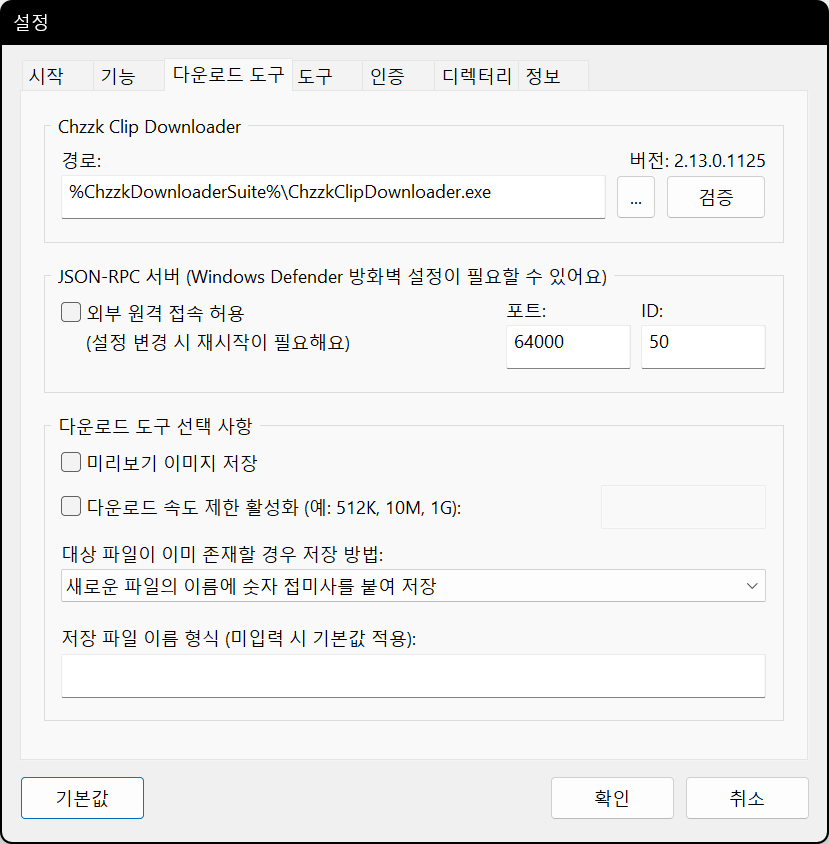 설정
시작 기능 다운로드 도구 도구 인증 디렉터리 정보
Chzzk Clip Downloader
경로: 버전: 2.13.0.1125
%ChzzkDownloaderSuite%\ChzzkClipDownloader.exe ... 검증
JSON-RPC 서버 (Windows Defender 방화벽 설정이 필요할 수 있어요)
외부 원격 접속 허용 포트: ID:
(설정 변경 시 재시작이 필요해요) 64000 50
다운로드 도구 선택 사항
미리보기 이미지 저장
다운로드 속도 제한 활성화 (예: 512K, 10M, 1G):
대상 파일이 이미 존재할 경우 저장 방법:
새로운 파일의 이름에 숫자 접미사를 붙여 저장
저장 파일 이름 형식 (미입력 시 기본값 적용):
기본값 확인 취소